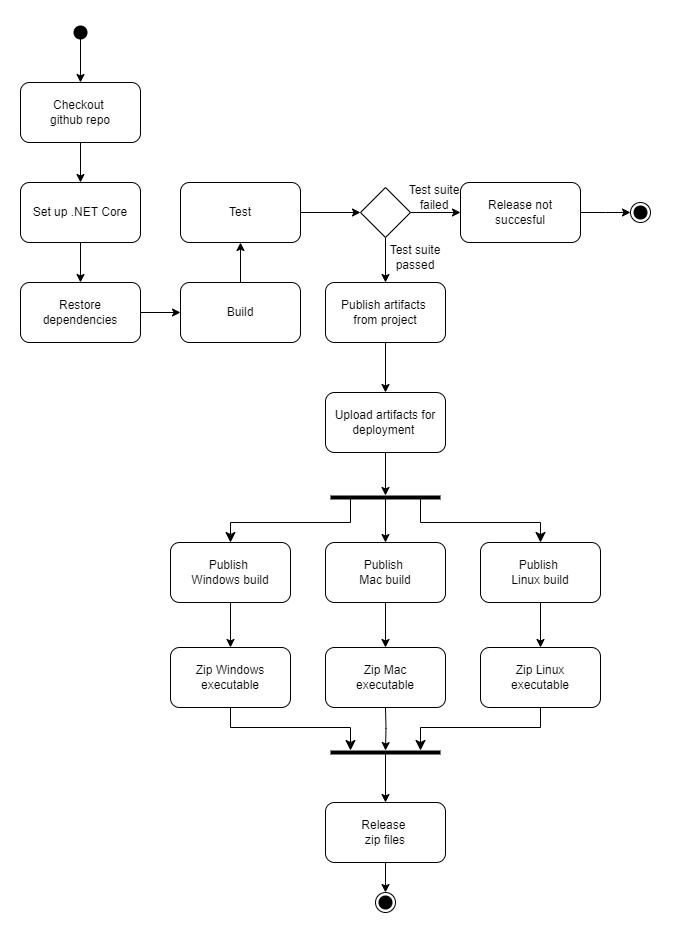 Checkout
github repo
Set up .NET Core
Restore
dependencies
Build
Test
Test suite
failed
Release not
succesful
Test suite
passed
Publish artifacts
from project
Upload artifacts for
deployment
Publish
Windows build
Publish
Mac build
Publish
Linux build
Zip Windows
executable
Zip Mac
executable
Zip Linux
executable
Release
zip files